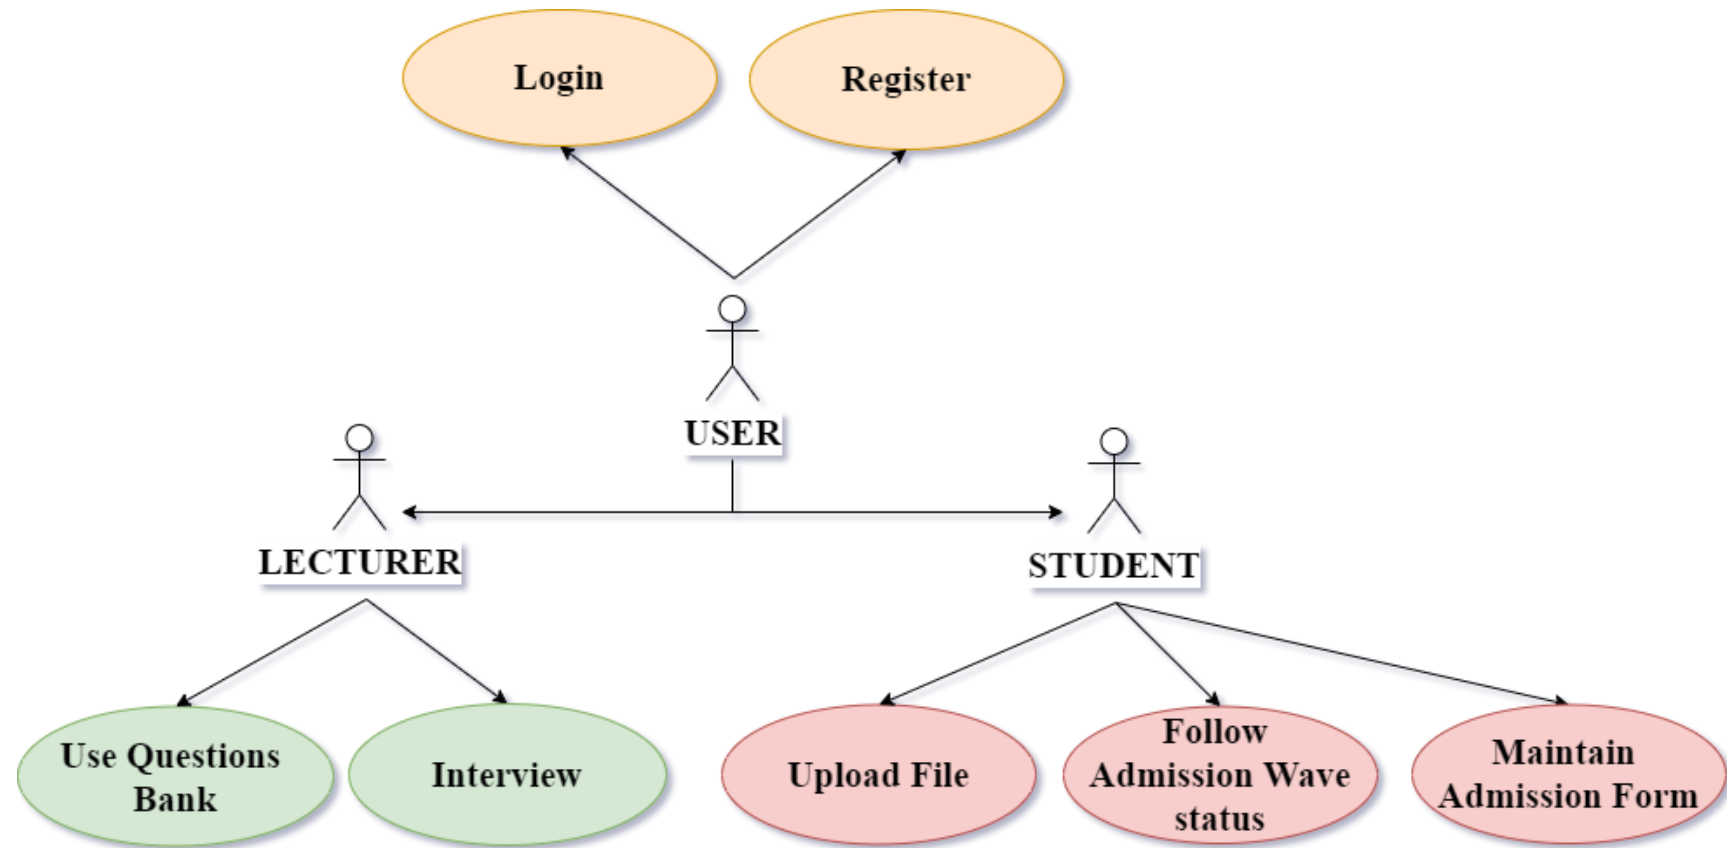 Login
Register
USER
LECTURER
STUDENT
Use Questions
Bank
Interview
Upload File
Follow
Admission Wave
status
Maintain
Admission Form